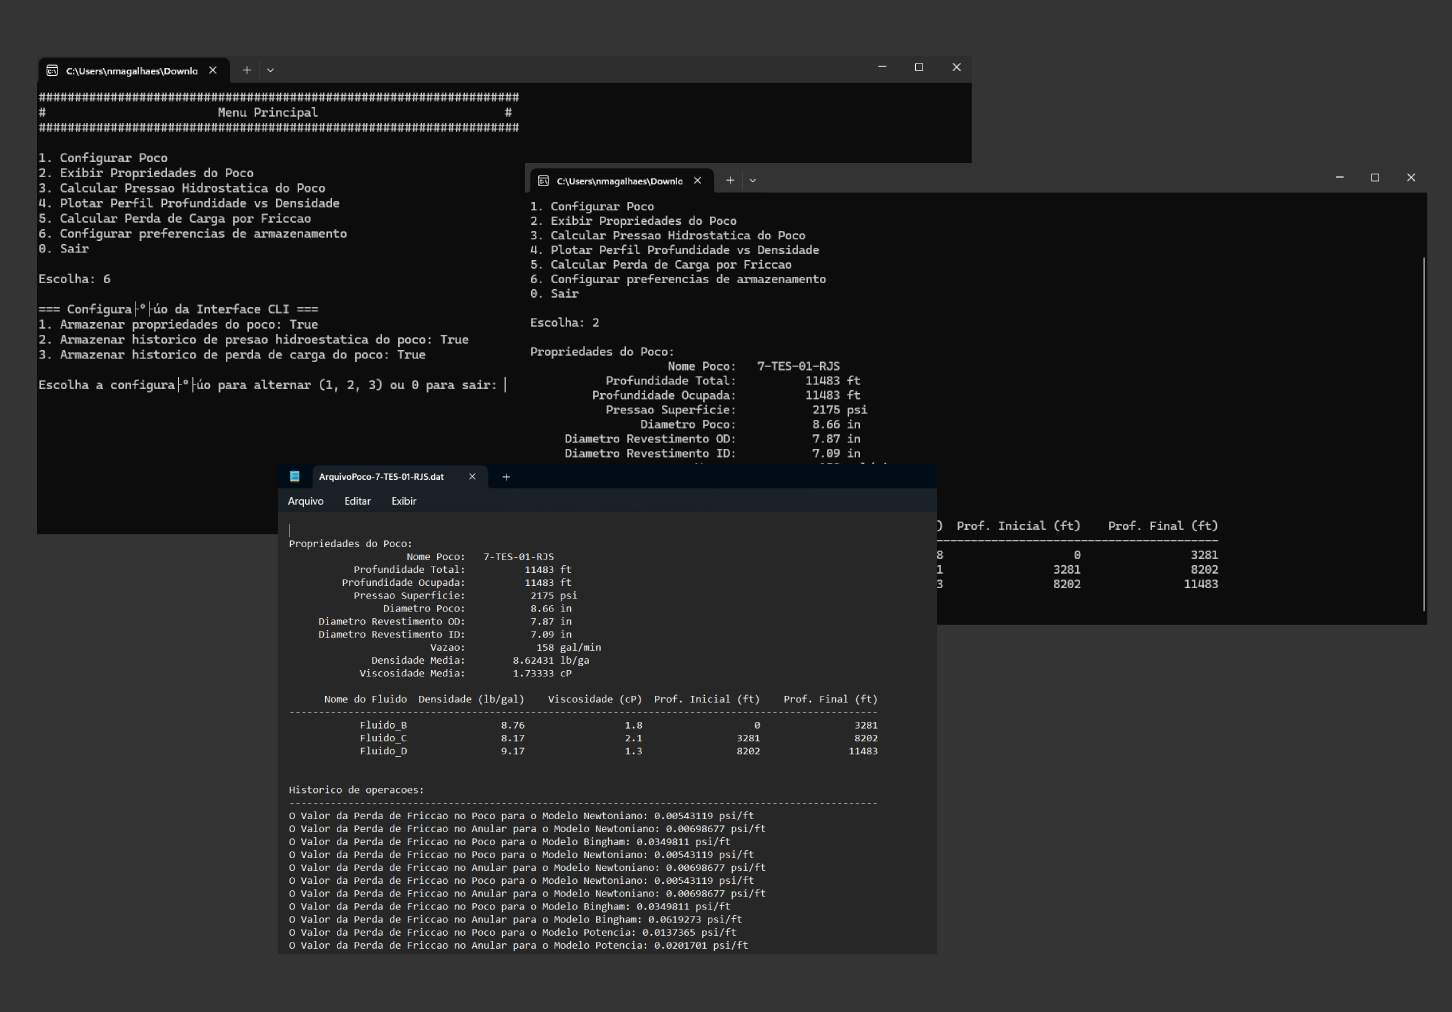 C:\Users\nmagalhaes\Downlo
###################################################################
# Menu Principal #
###################################################################
1. Configurar Poco
2. Exibir Propriedades do Poco
3. Calcular Pressao Hidrostatica do Poco
4. Plotar Perfil Profundidade vs Densidade
5. Calcular Perda de Carga por Friccao
6. Configurar preferencias de armazenamento
0. Sair
Escolha: 6
=== Configura├º├úo da Interface CLI ===
1. Armazenar propriedades do poco: True
2. Armazenar historico de presao hidroestatica do poco: True
3. Armazenar historico de perda de carga do poco: True
Escolha a configura├º├úo para alternar (1, 2, 3) ou 0 para sair:
C:\Users\nmagalhaes\Downlo
1. Configurar Poco
2. Exibir Propriedades do Poco
3. Calcular Pressao Hidrostatica do Poco
4. Plotar Perfil Profundidade vs Densidade
5. Calcular Perda de Carga por Friccao
6. Configurar preferencias de armazenamento
0. Sair
Escolha: 2
Propriedades do Poco:
Nome Poco: 7-TES-01-RJS
Profundidade Total: 11483 ft
Profundidade Ocupada: 11483 ft
Pressao Superficie: 2175 psi
Diametro Poco: 8.66 in
Diametro Revestimento OD: 7.87 in
Diametro Revestimento ID: 7.09 in
) Prof. Inicial (ft) Prof. Final (ft)
----------------------------------------
8 0 3281
1 3281 8202
3 8202 11483
ArquivoPoco-7-TES-01-RJS.dat
Arquivo Editar Exibir
Propriedades do Poco:
Nome Poco: 7-TES-01-RJS
Profundidade Total: 11483 ft
Profundidade Ocupada: 11483 ft
Pressao Superficie: 2175 psi
Diametro Poco: 8.66 in
Diametro Revestimento OD: 7.87 in
Diametro Revestimento ID: 7.09 in
Vazao: 158 gal/min
Densidade Media: 8.62431 lb/ga
Viscosidade Media: 1.73333 cP
Nome do Fluido Densidade (lb/gal) Viscosidade (cP) Prof. Inicial (ft) Prof. Final (ft)
----------------------------------------------------------------------------------------------------
Fluido_B 8.76 1.8 0 3281
Fluido_C 8.17 2.1 3281 8202
Fluido_D 9.17 1.3 8202 11483
Historico de operacoes:
----------------------------------------------------------------------------------------------------
O Valor da Perda de Friccao no Poco para o Modelo Newtoniano: 0.00543119 psi/ft
O Valor da Perda de Friccao no Anular para o Modelo Newtoniano: 0.00698677 psi/ft
O Valor da Perda de Friccao no Poco para o Modelo Bingham: 0.0349811 psi/ft
O Valor da Perda de Friccao no Poco para o Modelo Newtoniano: 0.00543119 psi/ft
O Valor da Perda de Friccao no Anular para o Modelo Newtoniano: 0.00698677 psi/ft
O Valor da Perda de Friccao no Poco para o Modelo Newtoniano: 0.00543119 psi/ft
O Valor da Perda de Friccao no Anular para o Modelo Newtoniano: 0.00698677 psi/ft
O Valor da Perda de Friccao no Poco para o Modelo Bingham: 0.0349811 psi/ft
O Valor da Perda de Friccao no Anular para o Modelo Bingham: 0.0619273 psi/ft
O Valor da Perda de Friccao no Poco para o Modelo Potencia: 0.0137365 psi/ft
O Valor da Perda de Friccao no Anular para o Modelo Potencia: 0.0201701 psi/ft